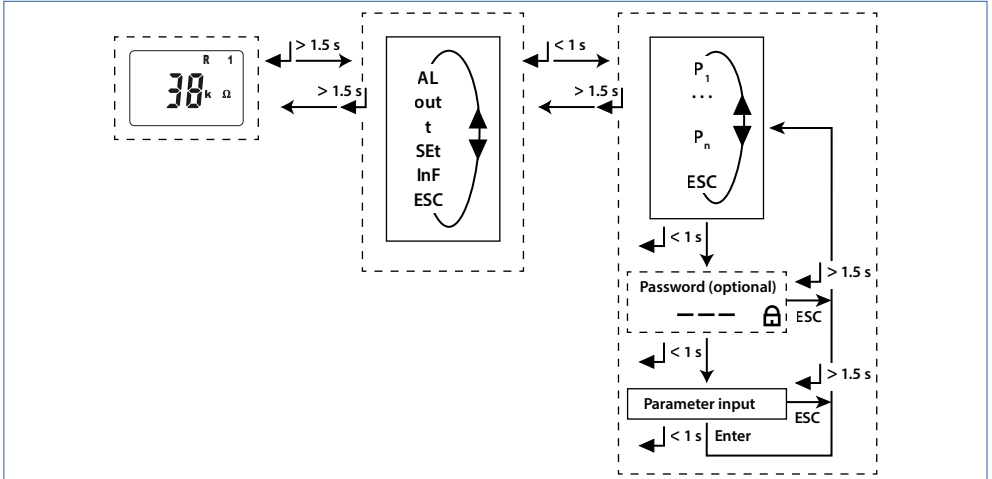 R 1
38 k Ω
> 1.5 s
> 1.5 s
AL
out
t
SEt
InF
ESC
< 1 s
> 1.5 s
P1
...
Pn
ESC
< 1 s
Password (optional)
_ _ _
> 1.5 s
ESC
< 1 s
Parameter input
> 1.5 s
ESC
< 1 s Enter